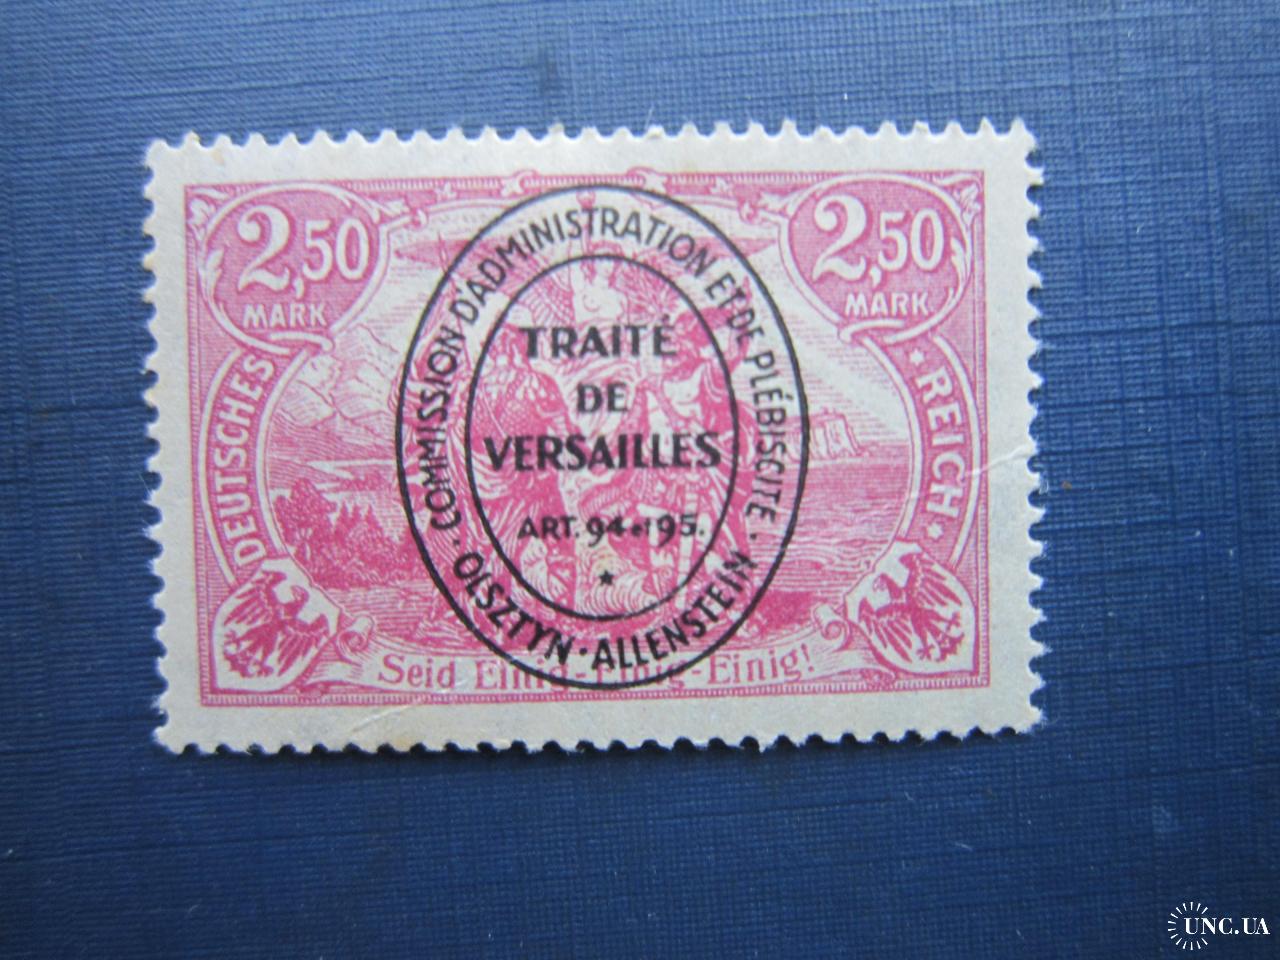 2,50
MARK
2,50
MARK
DEUTSCHES
* REICH *
COMMISSION D'ADMINISTRATION ET DE PLÉBISCITE
· OLSZTYN · ALLENSTEIN ·
TRAITÉ
DE
VERSAILLES
ART. 94 et 95.
Seid Einig-Einig-Einig!
UNC.UA